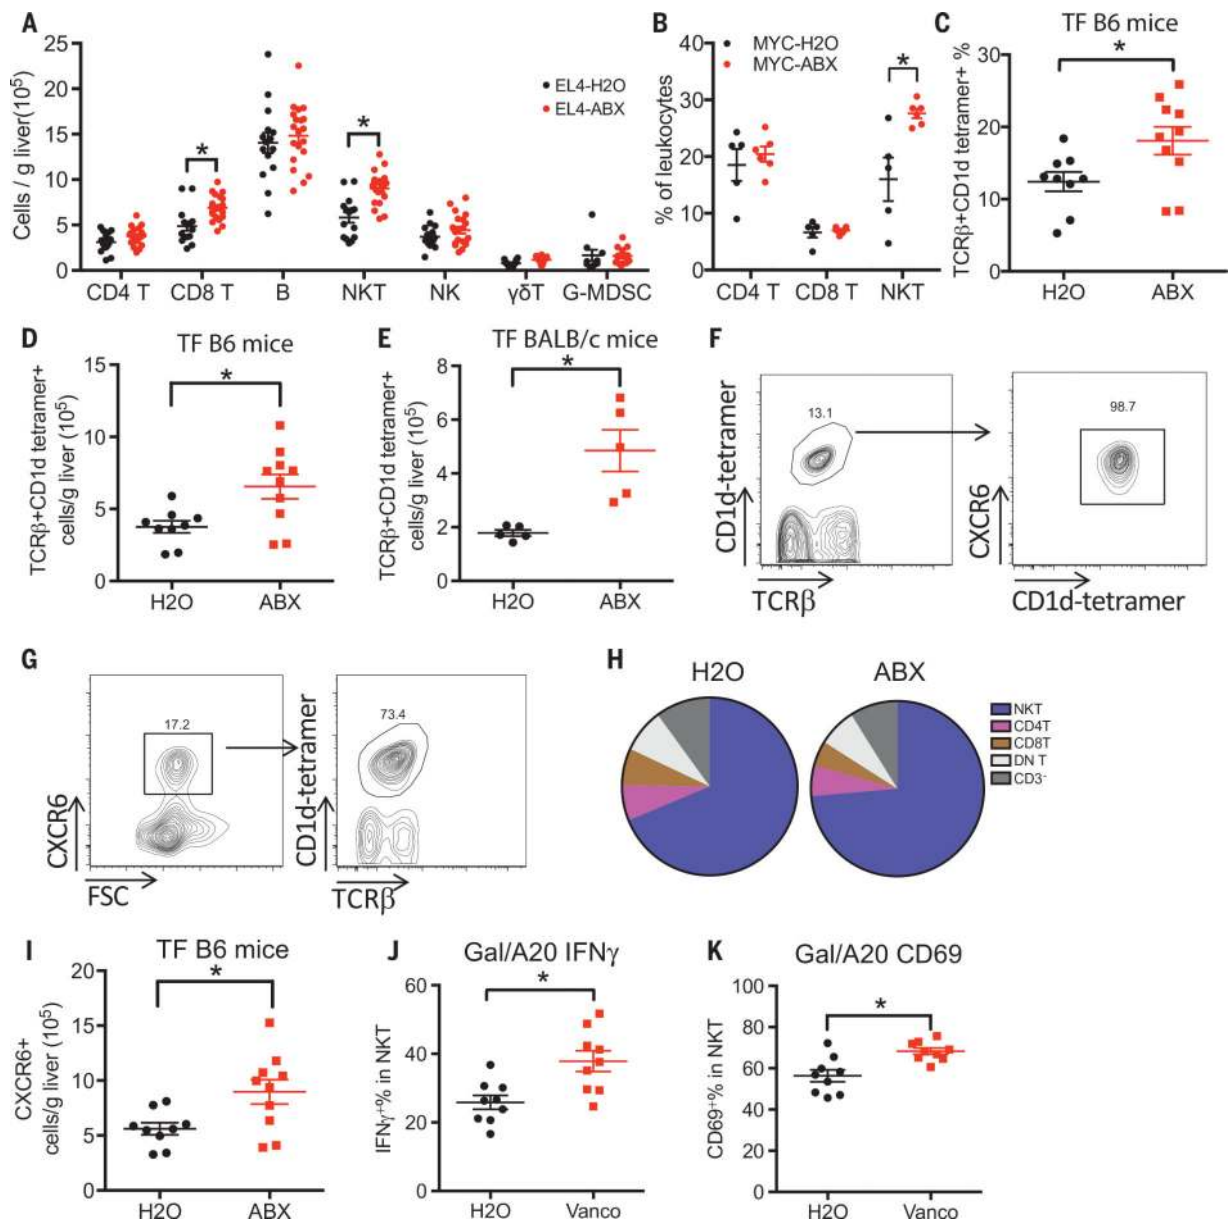 A
Cells / g liver(10⁵)
25
20
15
10
5
0
*
*
EL4-H2O
EL4-ABX
CD4 T
CD8 T
B
NKT
NK
γδT
G-MDSC
B
% of leukocytes
40
30
20
10
0
MYC-H2O
MYC-ABX
*
CD4 T
CD8 T
NKT
C
TF B6 mice
TCRβ+CD1d tetramer+ %
30
20
10
0
*
H2O
ABX
D
TF B6 mice
TCRβ+CD1d tetramer+
cells/g liver (10⁵)
15
10
5
0
*
H2O
ABX
E
TF BALB/c mice
TCRβ+CD1d tetramer+
cells/g liver (10⁵)
8
6
4
2
0
*
H2O
ABX
F
CD1d-tetramer
13.1
TCRβ
CXCR6
98.7
CD1d-tetramer
G
CXCR6
17.2
FSC
CD1d-tetramer
73.4
TCRβ
H
H2O
ABX
NKT
CD4T
CD8T
DN T
CD3⁻
I
TF B6 mice
CXCR6+
cells/g liver (10⁵)
20
15
10
5
0
*
H2O
ABX
J
Gal/A20 IFNγ
IFNγ⁺% in NKT
60
40
20
0
*
H2O
Vanco
K
Gal/A20 CD69
CD69⁺% in NKT
100
80
60
40
20
0
*
H2O
Vanco